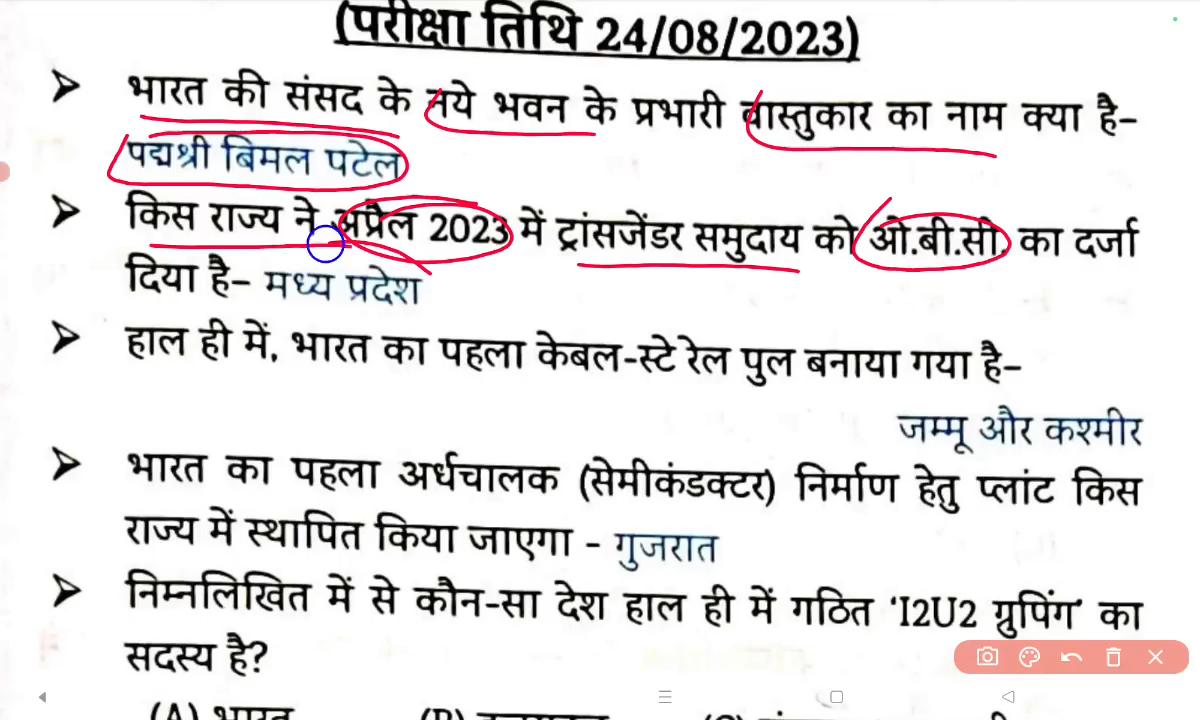 (परीक्षा तिथि 24/08/2023)
➤ भारत की संसद के नये भवन के प्रभारी वास्तुकार का नाम क्या है–
पद्मश्री बिमल पटेल
➤ किस राज्य ने अप्रैल 2023 में ट्रांसजेंडर समुदाय को ओ.बी.सी. का दर्जा
दिया है– मध्य प्रदेश
➤ हाल ही में, भारत का पहला केबल-स्टे रेल पुल बनाया गया है–
जम्मू और कश्मीर
➤ भारत का पहला अर्धचालक (सेमीकंडक्टर) निर्माण हेतु प्लांट किस
राज्य में स्थापित किया जाएगा – गुजरात
➤ निम्नलिखित में से कौन-सा देश हाल ही में गठित 'I2U2 ग्रुपिंग' का
सदस्य है?
(A) भारत (B) (C)